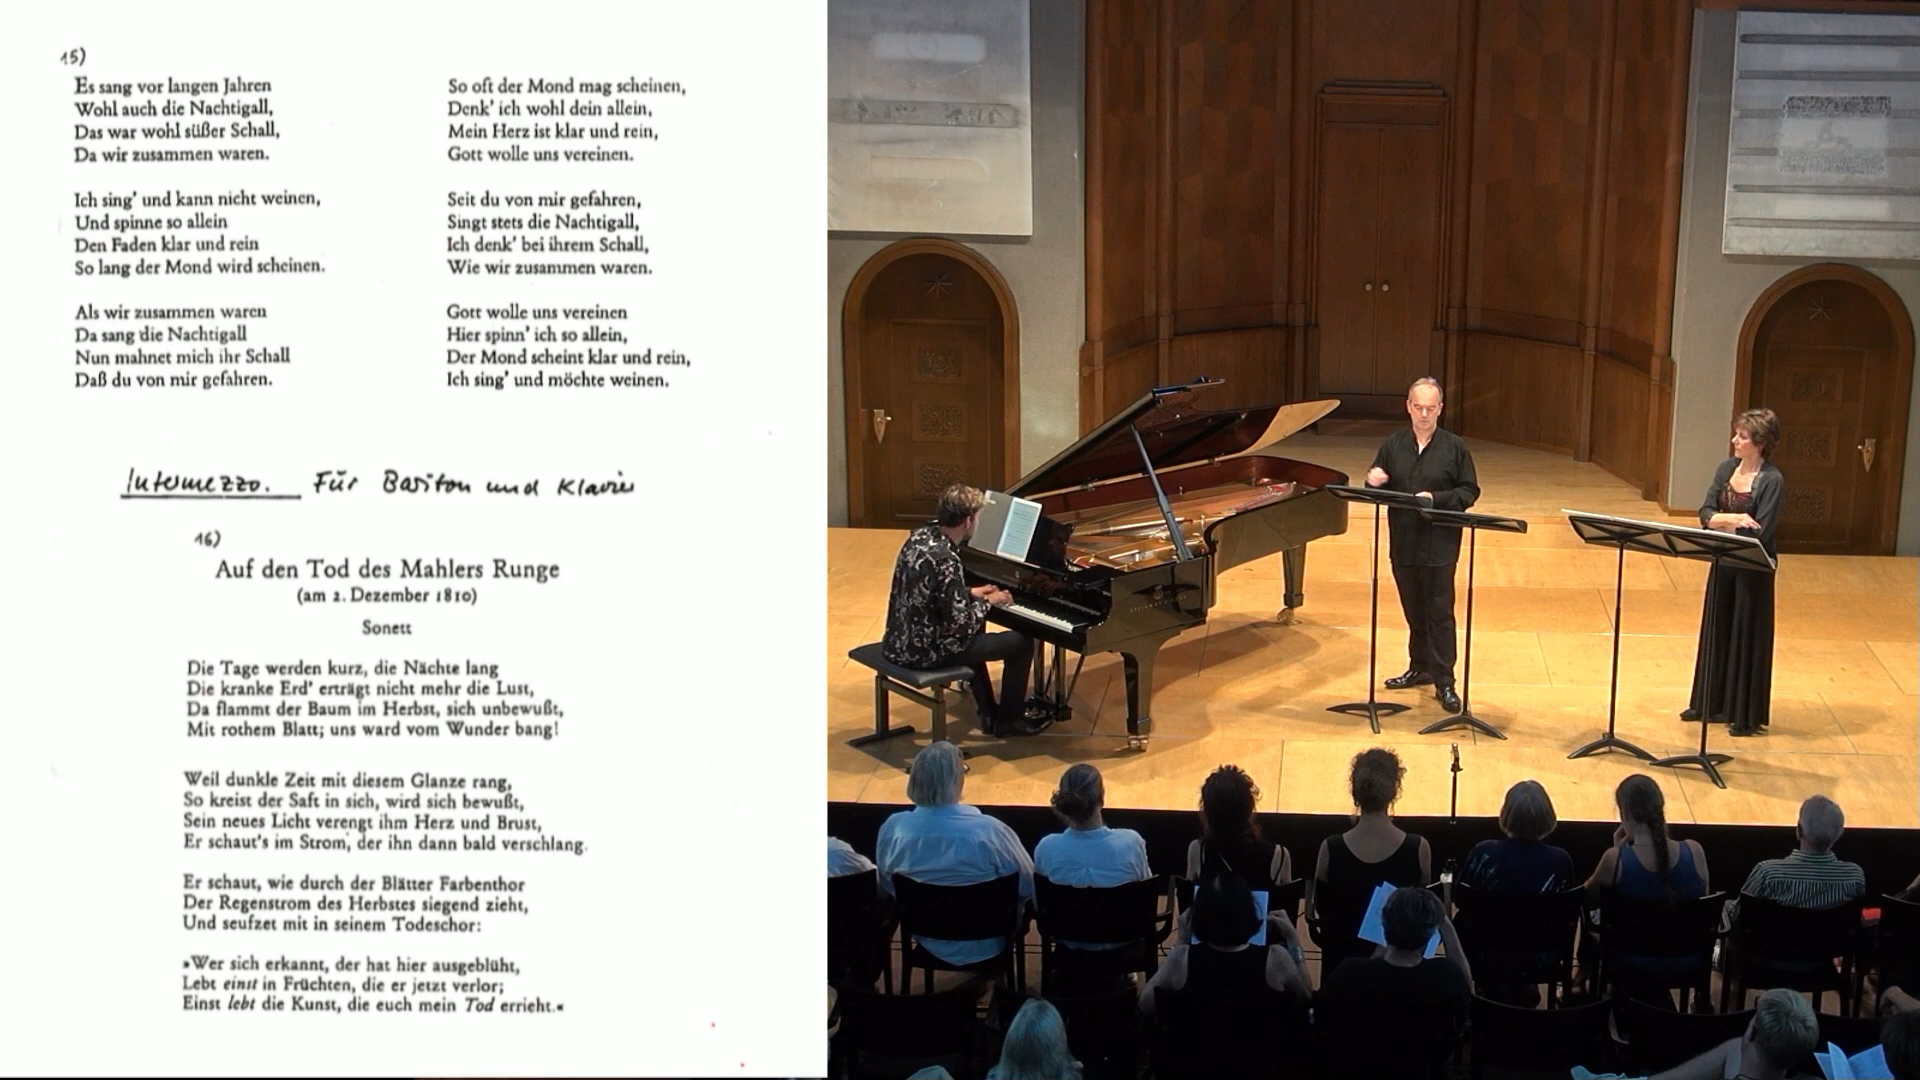 15)
Es sang vor langen Jahren
Wohl auch die Nachtigall,
Das war wohl süßer Schall,
Da wir zusammen waren.
Ich sing' und kann nicht weinen,
Und spinne so allein
Den Faden klar und rein
So lang der Mond wird scheinen.
Als wir zusammen waren
Da sang die Nachtigall
Nun mahnet mich ihr Schall
Daß du von mir gefahren.
So oft der Mond mag scheinen,
Denk' ich wohl dein allein,
Mein Herz ist klar und rein,
Gott wolle uns vereinen.
Seit du von mir gefahren,
Singt stets die Nachtigall,
Ich denk' bei ihrem Schall,
Wie wir zusammen waren.
Gott wolle uns vereinen
Hier spinn' ich so allein,
Der Mond scheint klar und rein,
Ich sing' und möchte weinen.
Intermezzo. Für Bariton und Klavier
16)
Auf den Tod des Mahlers Runge
(am 2. Dezember 1810)
Sonett
Die Tage werden kurz, die Nächte lang
Die kranke Erd' erträgt nicht mehr die Lust,
Da flammt der Baum im Herbst, sich unbewußt,
Mit rothem Blatt; uns ward vom Wunder bang!
Weil dunkle Zeit mit diesem Glanze rang,
So kreist der Saft in sich, wird sich bewußt,
Sein neues Licht verengt ihm Herz und Brust,
Er schaut's im Strom, der ihn dann bald verschlang.
Er schaut, wie durch der Blätter Farbenthor
Der Regenstrom des Herbstes siegend zieht,
Und seufzet mit in seinem Todeschor:
»Wer sich erkannt, der hat hier ausgeblüht,
Lebt einst in Früchten, die er jetzt verlor;
Einst lebt die Kunst, die euch mein Tod errieht.«
STEINWAY & SONS